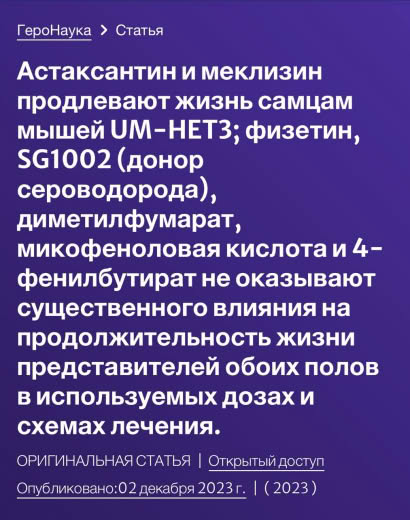 ГероНаука > Статья
Астаксантин и меклизин
продлевают жизнь самцам
мышей UM-HET3; физетин,
SG1002 (донор
сероводорода),
диметилфумарат,
микофеноловая кислота и 4-
фенилбутират не оказывают
существенного влияния на
продолжительность жизни
представителей обоих полов
в используемых дозах и
схемах лечения.
ОРИГИНАЛЬНАЯ СТАТЬЯ | Открытый доступ
Опубликовано:02 декабря 2023 г. | ( 2023 )